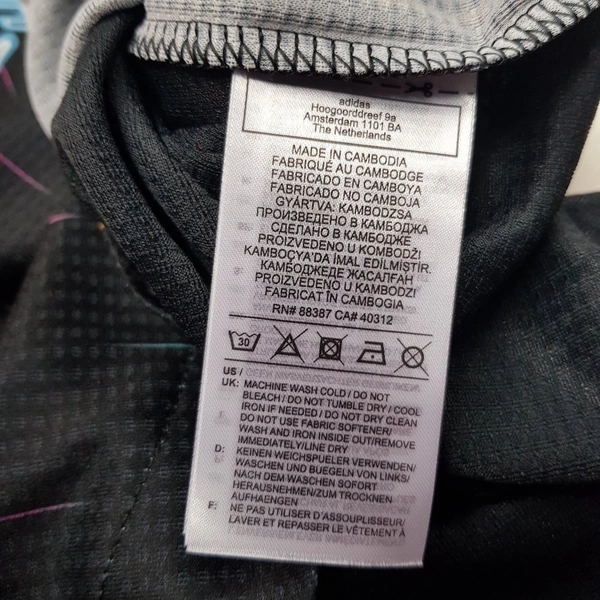 adidas
Hoogoorddreef 9a
Amsterdam 1101 BA
The Netherlands
MADE IN CAMBODIA
FABRIQUÉ AU CAMBODGE
FABRICADO EN CAMBOYA
FABRICADO NO CAMBOJA
GYÁRTVA: KAMBODZSA
ПРОИЗВЕДЕНО В КАМБОДЖА
СДЕЛАНО В КАМБОДЖЕ
PROIZVEDENO U KOMBODŽI
KAMBOÇYA'DA İMAL EDİLMİŞTİR.
КАМБОДЖЕДЕ ЖАСАЛҒАН
PROIZVEDENO U KAMBODZI
FABRICAT ÎN CAMBOGIA
RN# 88387 CA# 40312
30
US /
UK: MACHINE WASH COLD / DO NOT
BLEACH / DO NOT TUMBLE DRY / COOL
IRON IF NEEDED / DO NOT DRY CLEAN
DO NOT USE FABRIC SOFTENER/
WASH AND IRON INSIDE OUT/REMOVE
IMMEDIATELY/LINE DRY
D: KEINEN WEICHSPUELER VERWENDEN/
WASCHEN UND BUEGELN VON LINKS/
NACH DEM WASCHEN SOFORT
HERAUSNEHMEN/ZUM TROCKNEN
AUFHAENGEN
F: NE PAS UTILISER D'ASSOUPLISSEUR/
LAVER ET REPASSER LE VÊTEMENT À